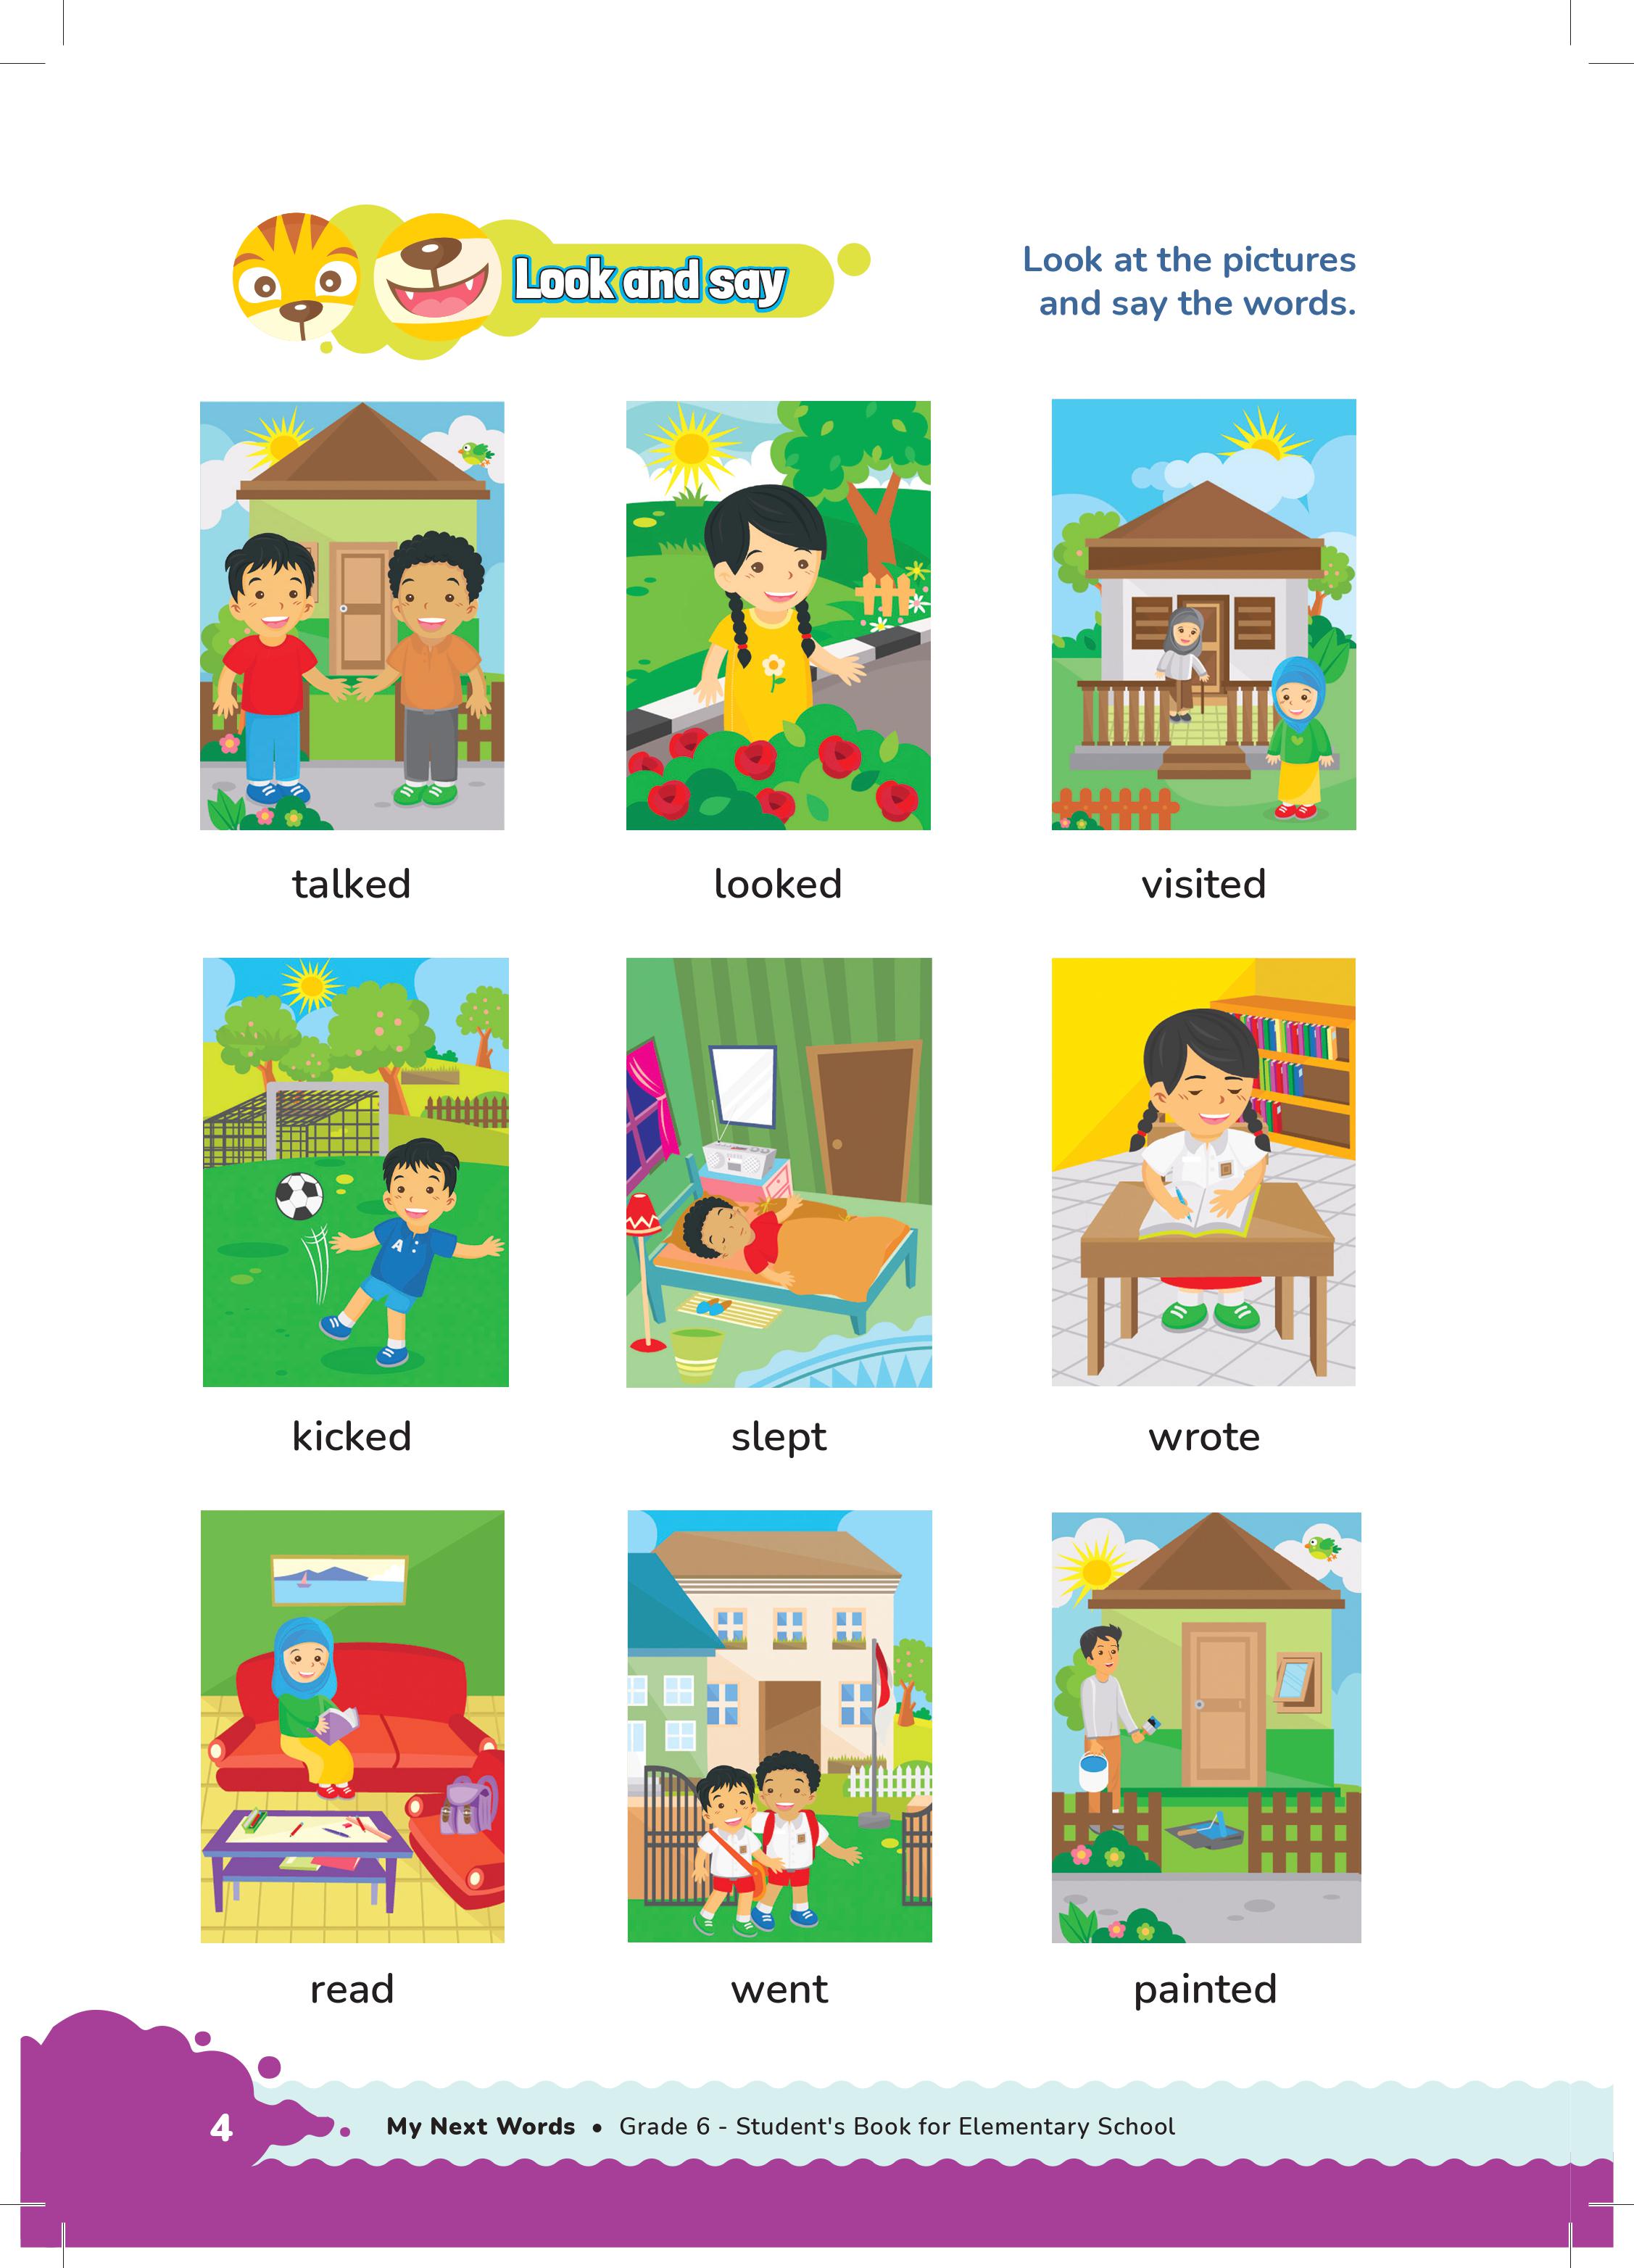 Look and say
Look at the pictures
and say the words.
talked
looked
visited
kicked
A
slept
wrote
read
went
painted
4
My Next Words • Grade 6 - Student's Book for Elementary School